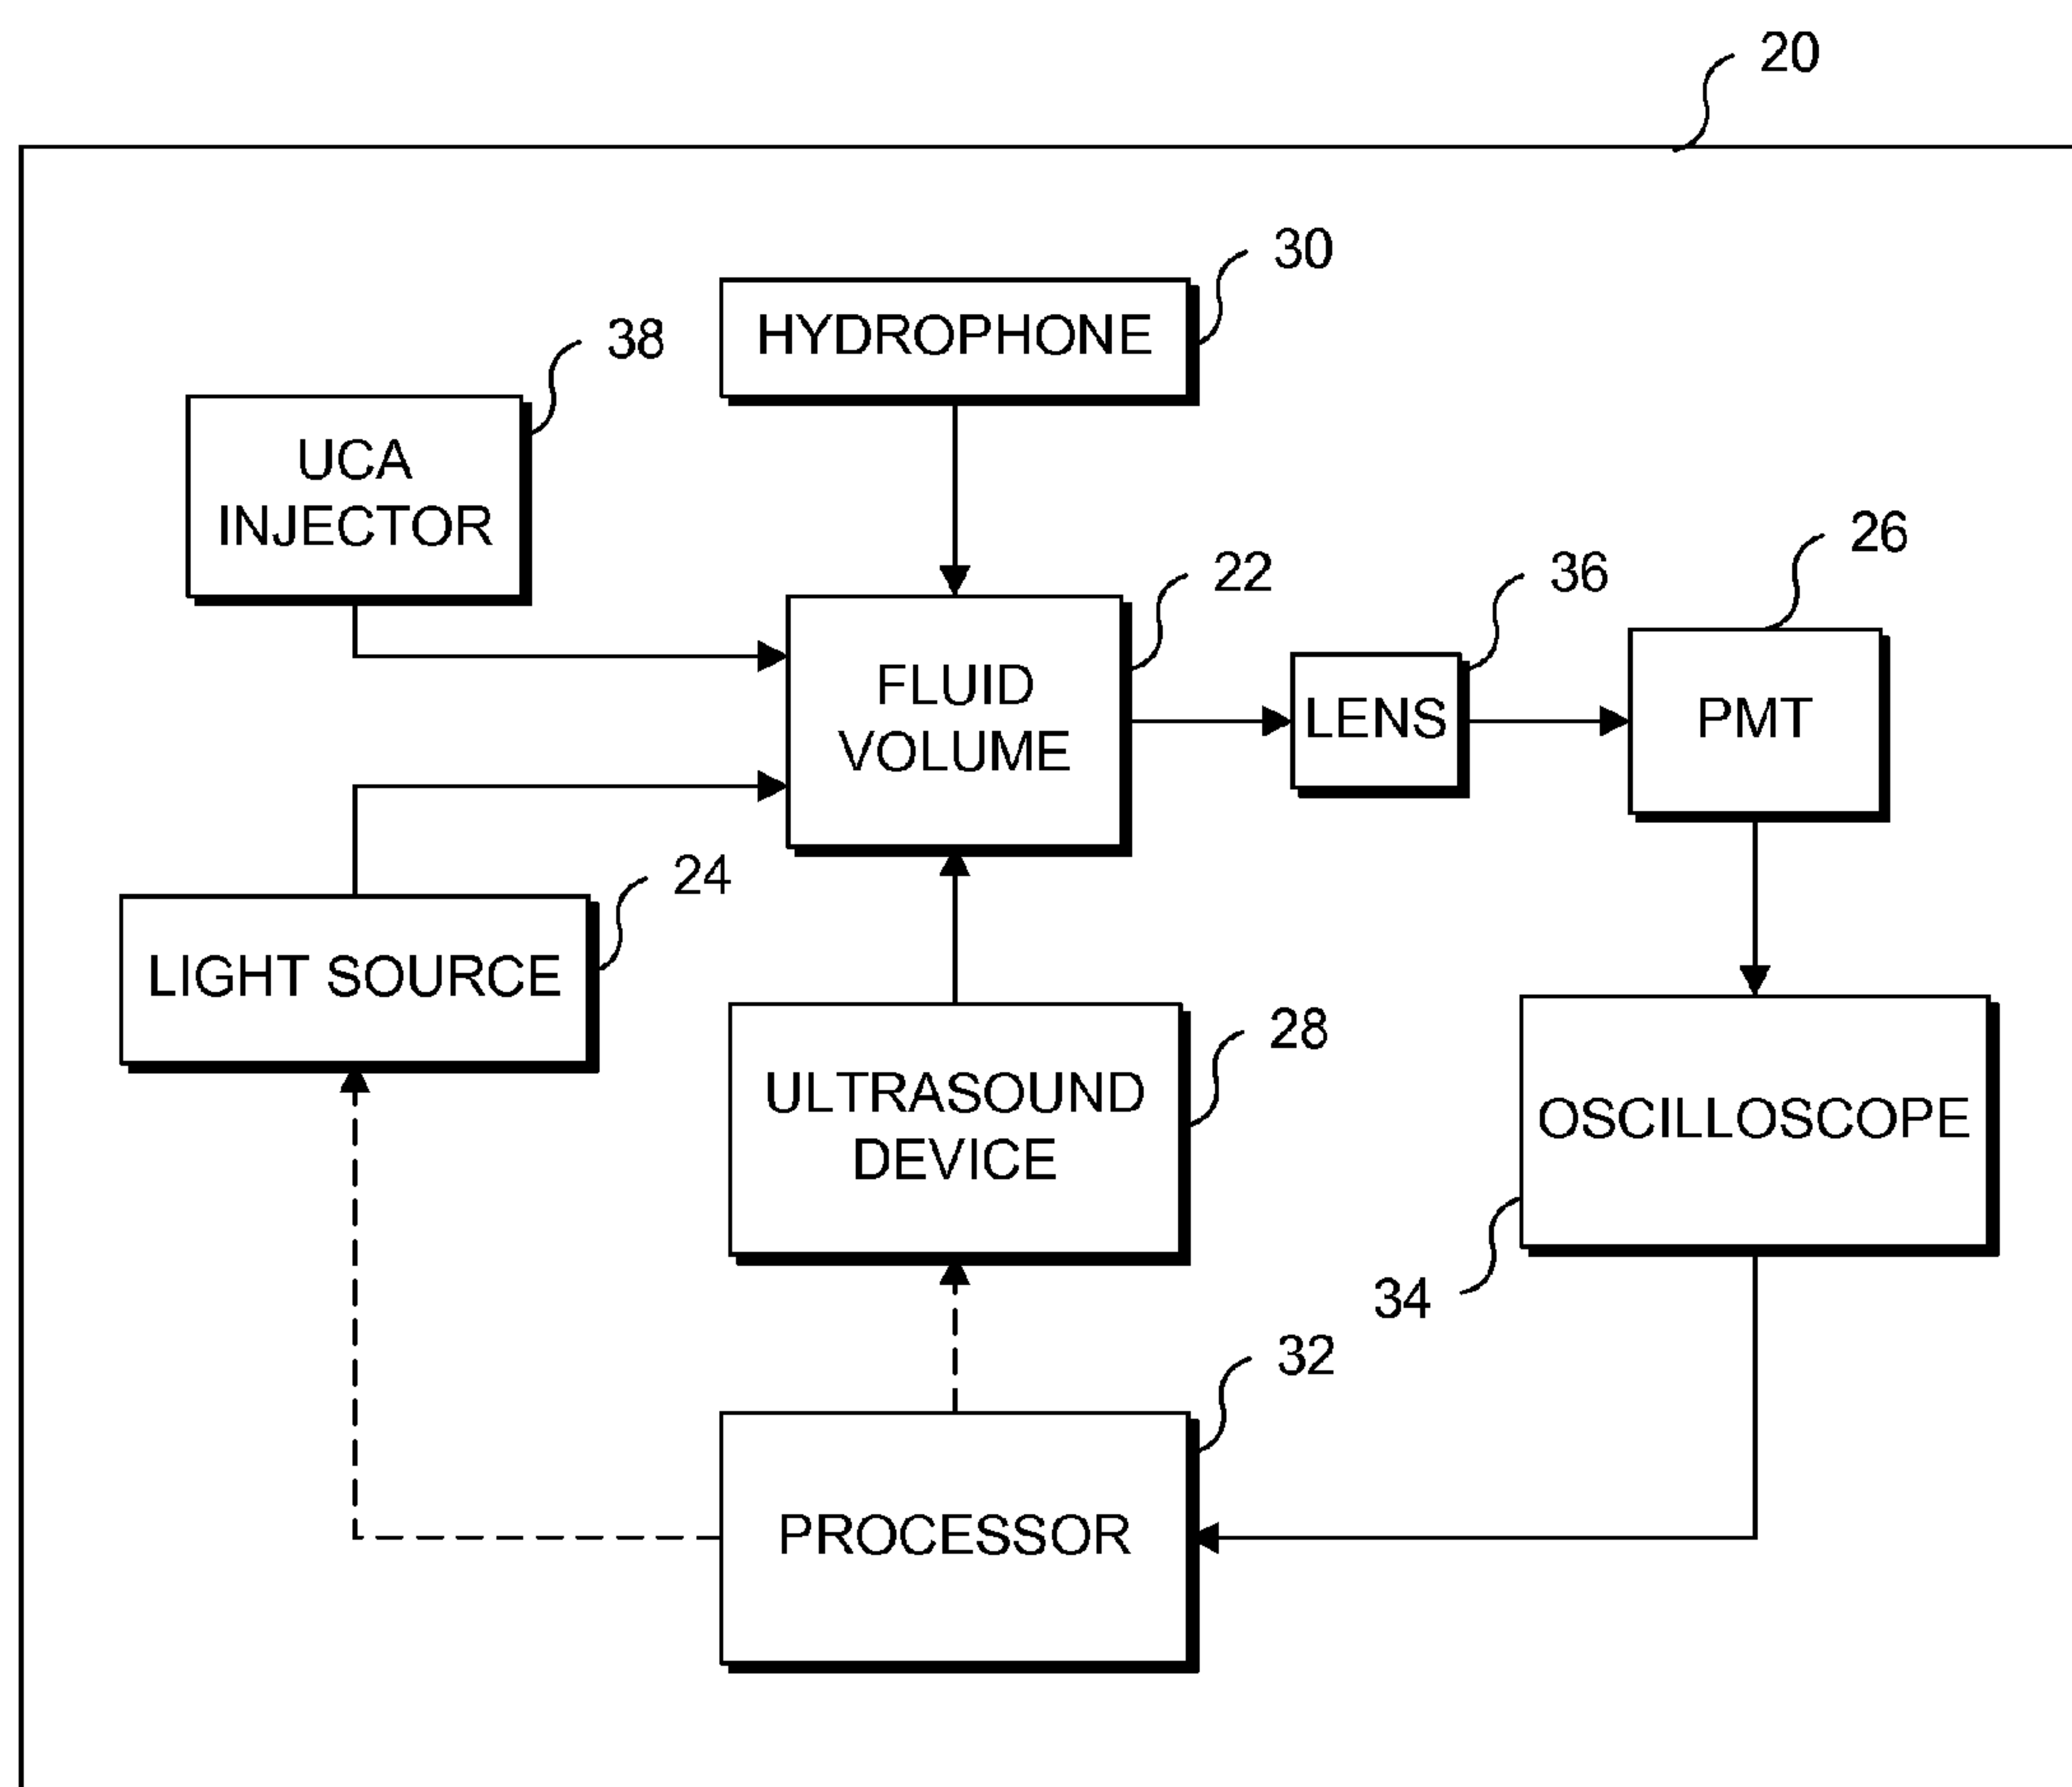 20
30
HYDROPHONE
38
UCA
INJECTOR
26
22
36
FLUID
VOLUME
LENS
PMT
24
LIGHT SOURCE
28
ULTRASOUND
DEVICE
OSCILLOSCOPE
34
32
PROCESSOR